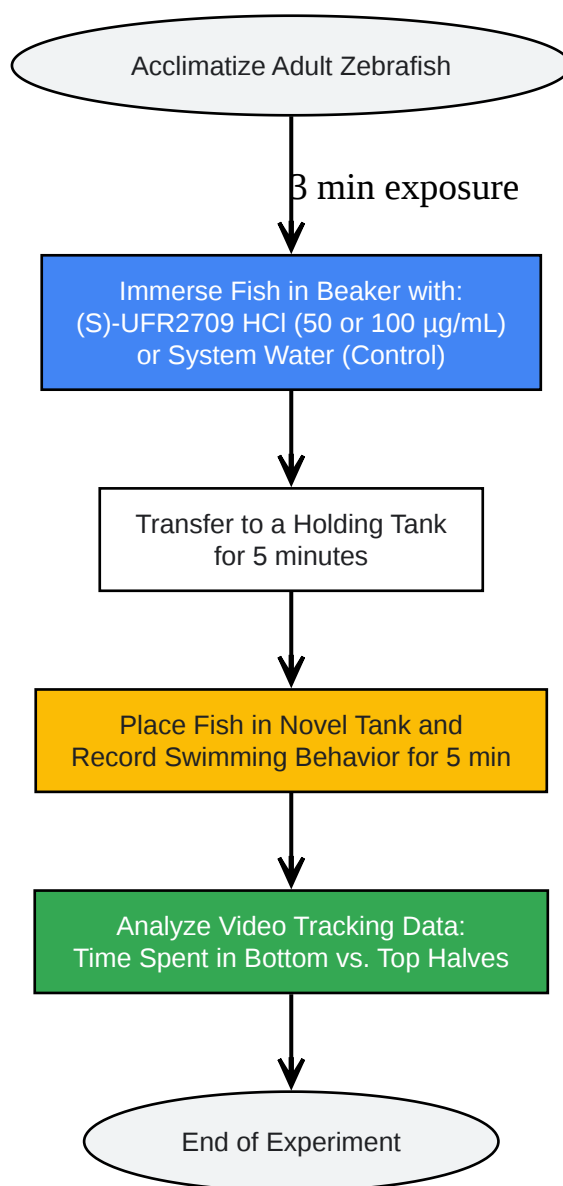 Acclimatize Adult Zebrafish
3 min exposure
Immerse Fish in Beaker with:
(S)-UFR2709 HCl (50 or 100 µg/mL)
or System Water (Control)
Transfer to a Holding Tank
for 5 minutes
Place Fish in Novel Tank and
Record Swimming Behavior for 5 min
Analyze Video Tracking Data:
Time Spent in Bottom vs. Top Halves
End of Experiment